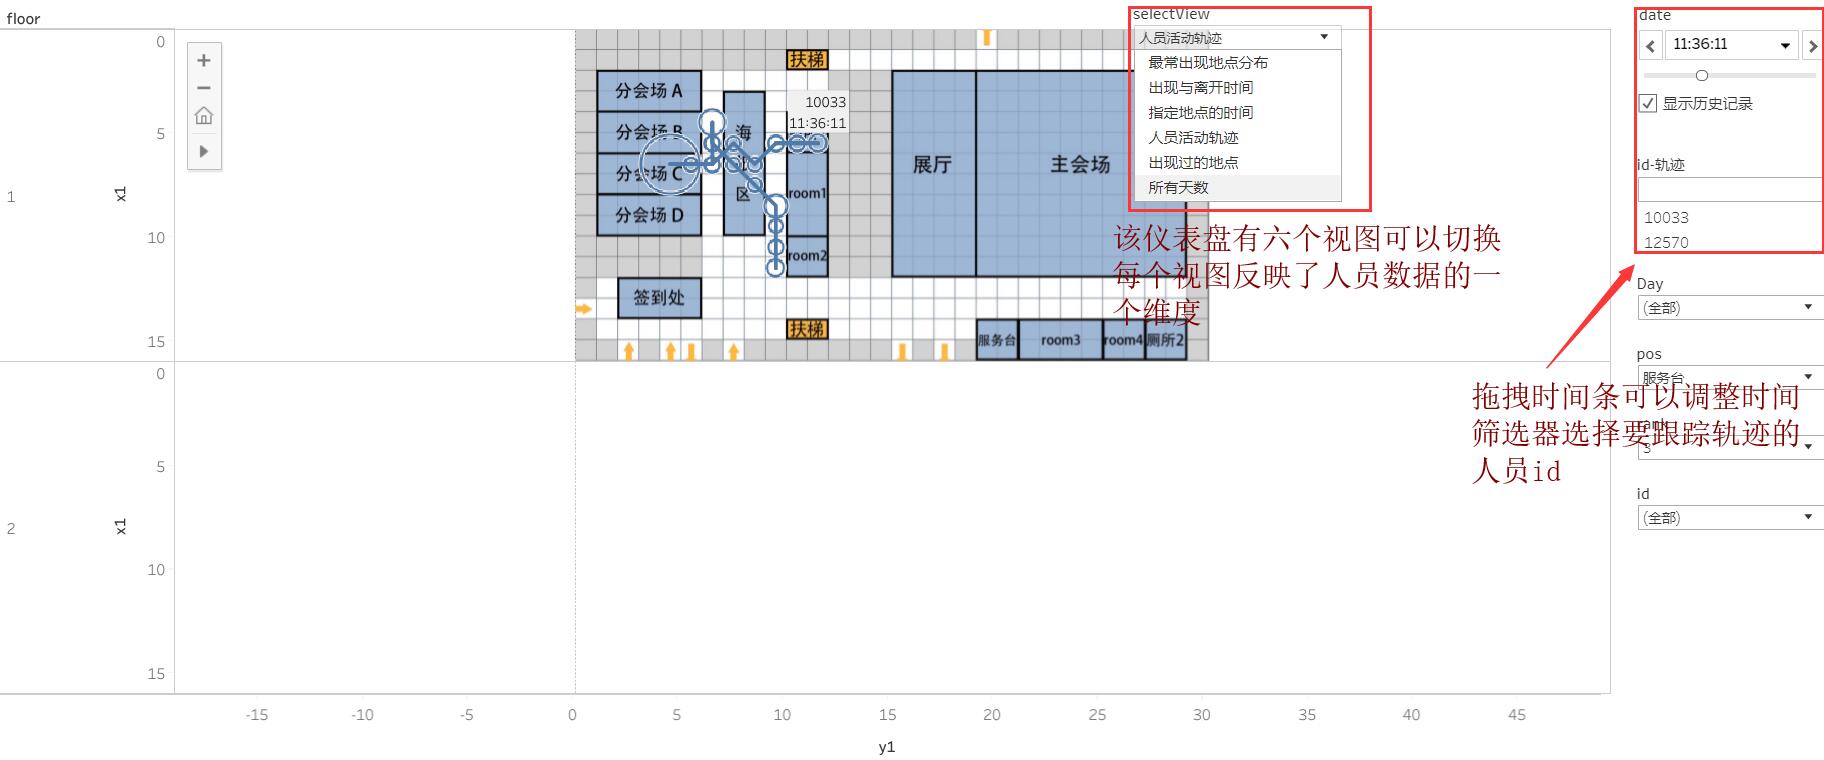 floor
selectView
date
人员活动轨迹
11:36:11
最常出现地点分布
出现与离开时间
指定地点的时间
人员活动轨迹
出现过的地点
所有天数
显示历史记录
id-轨迹
10033
12570
Day
(全部)
pos
服务台
3
id
(全部)
该仪表盘有六个视图可以切换
每个视图反映了人员数据的一
个维度
拖拽时间条可以调整时间
筛选器选择要跟踪轨迹的
人员id
扶梯
分会场 A
分会场 B
分会场 C
分会场 D
海
区
10033
11:36:11
room1
room2
展厅
主会场
签到处
扶梯
服务台
room3
room4
厕所2
1
x1
0
5
10
15
2
x1
0
5
10
15
-15
-10
-5
0
5
10
15
20
25
30
35
40
45
y1